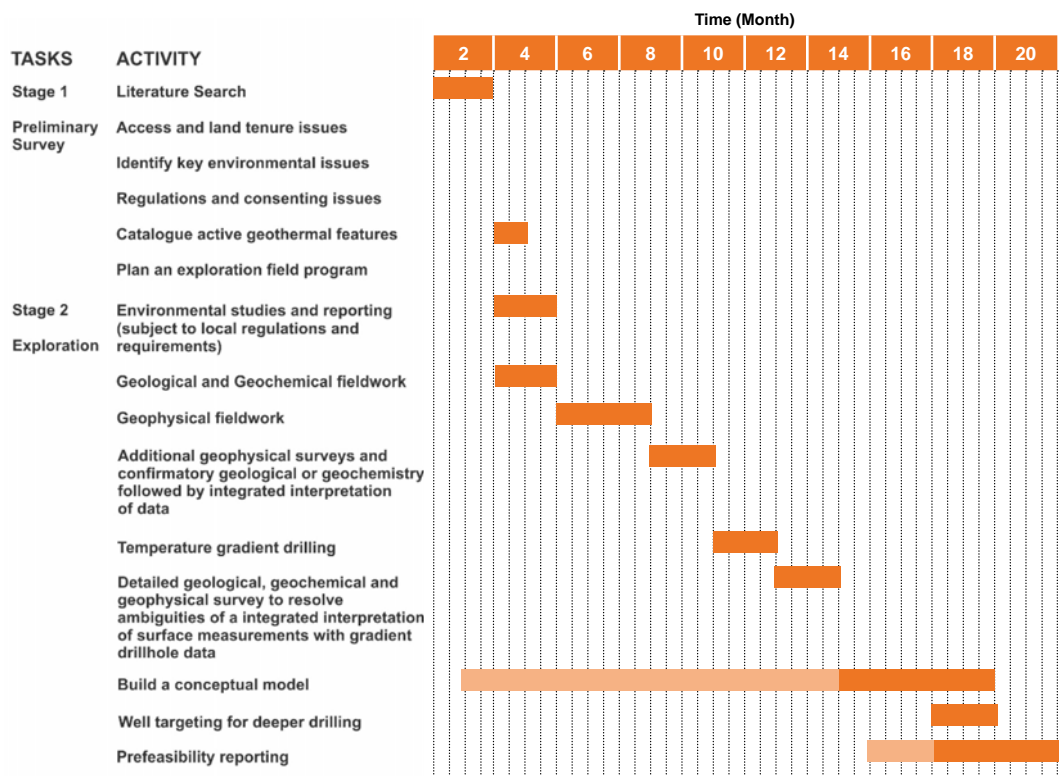 Time (Month)
TASKS ACTIVITY 2 4 6 8 10 12 14 16 18 20
Stage 1 Literature Search
Preliminary Access and land tenure issues
Survey
Identify key environmental issues
Regulations and consenting issues
Catalogue active geothermal features
Plan an exploration field program
Stage 2 Environmental studies and reporting
(subject to local regulations and
Exploration requirements)
Geological and Geochemical fieldwork
Geophysical fieldwork
Additional geophysical surveys and
confirmatory geological or geochemistry
followed by integrated interpretation
of data
Temperature gradient drilling
Detailed geological, geochemical and
geophysical survey to resolve
ambiguities of a integrated interpretation
of surface measurements with gradient
drillhole data
Build a conceptual model
Well targeting for deeper drilling
Prefeasibility reporting